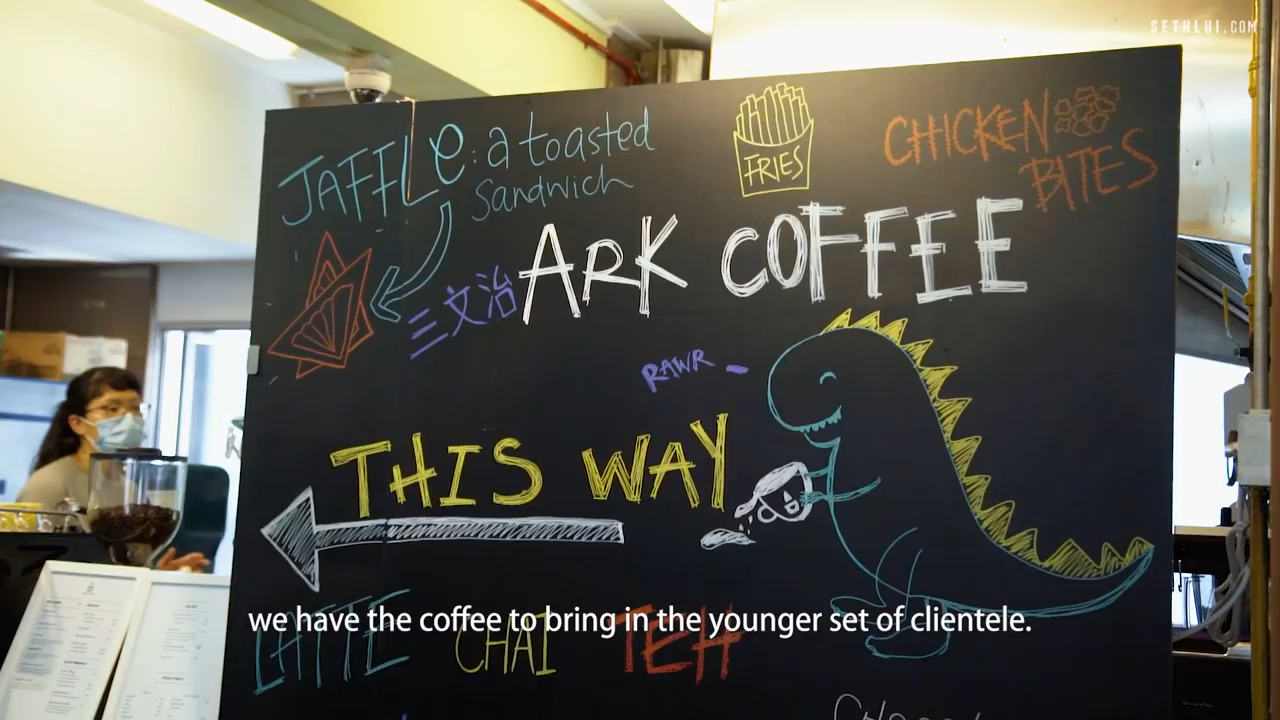 SETHLUI.COM
JAFFLe: a toasted
sandwich
FRIES
CHICKEN
BITES
ARK COFFEE
三文治
RAWR
THIS WAY
we have the coffee to bring in the younger set of clientele.
LATTE CHAI TEH